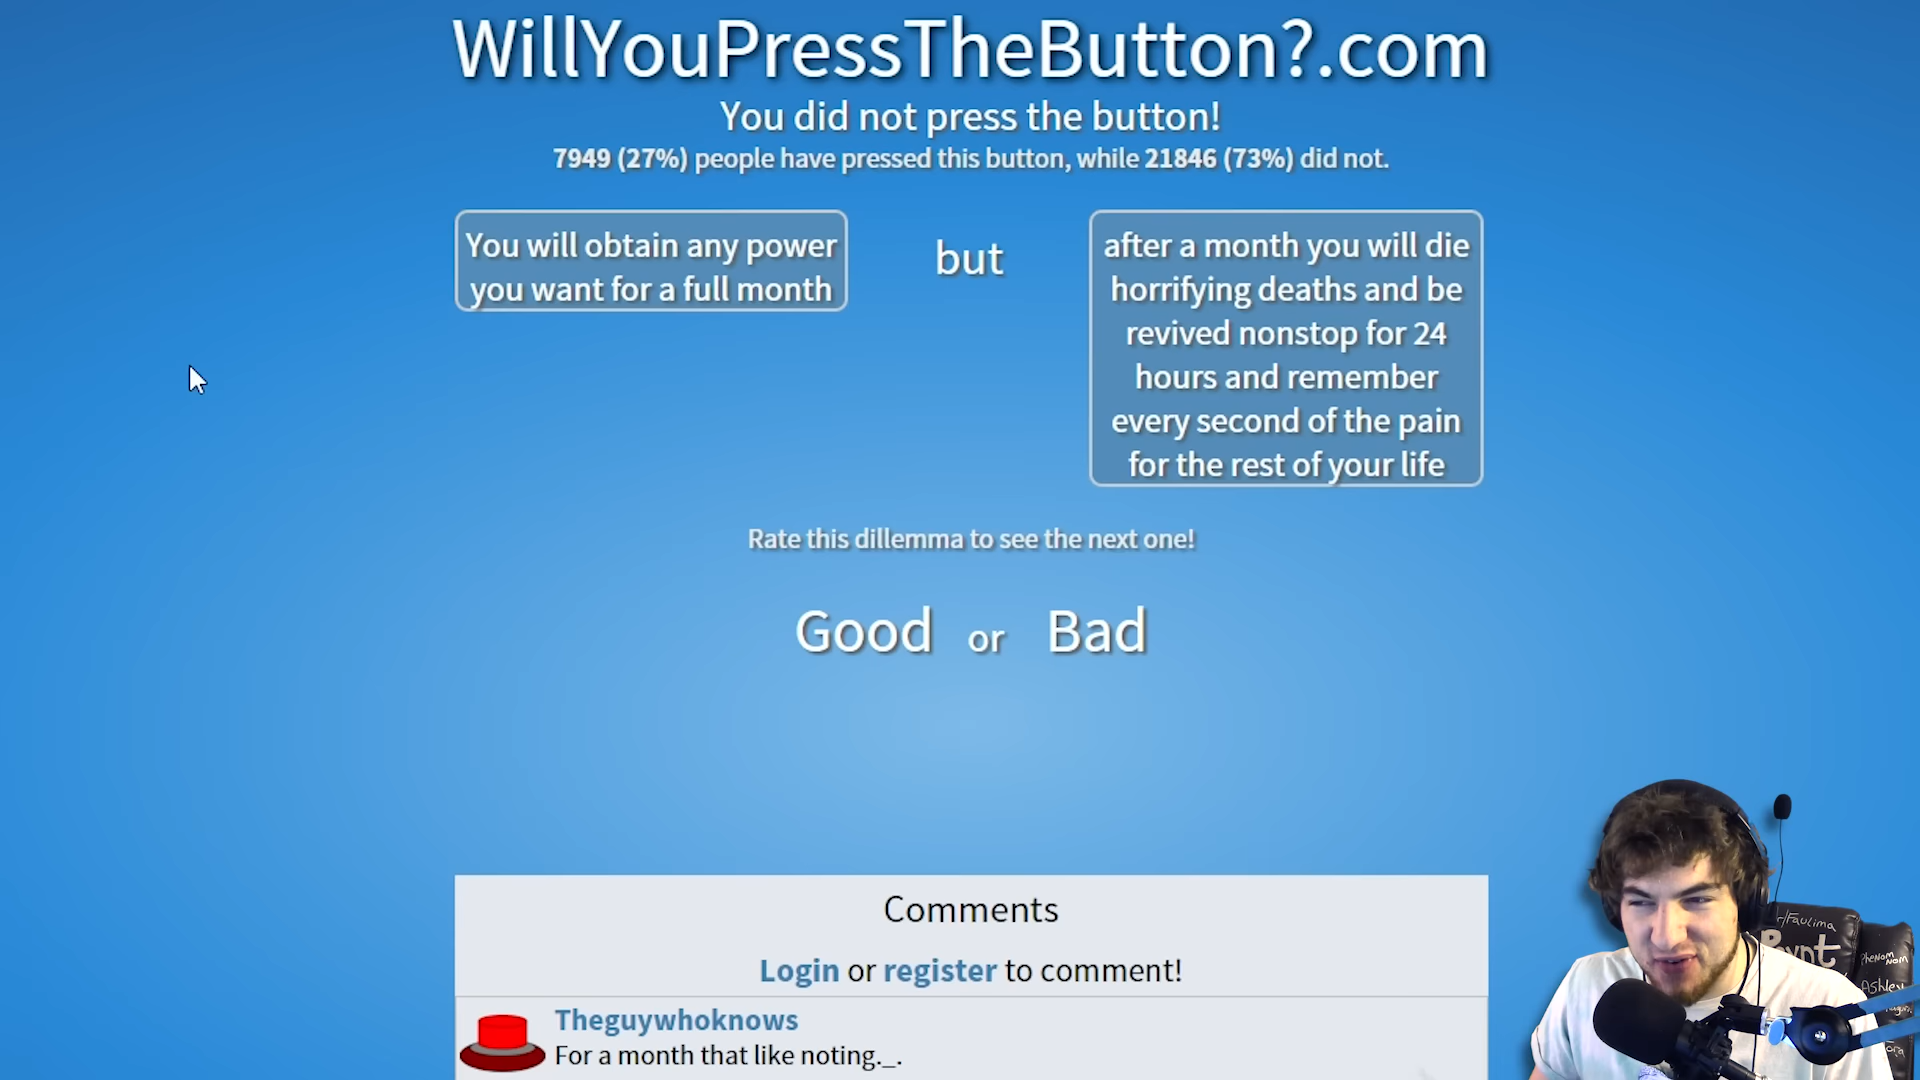 WillYouPressTheButton?.com
You did not press the button!
7949 (27%) people have pressed this button, while 21846 (73%) did not.
You will obtain any power
you want for a full month
but
after a month you will die
horrifying deaths and be
revived nonstop for 24
hours and remember
every second of the pain
for the rest of your life
Rate this dillemma to see the next one!
Good or Bad
Comments
Login or register to comment!
Theguywhoknows
For a month that like noting._.
r/Faulima
Phenom
Nom
Ashley